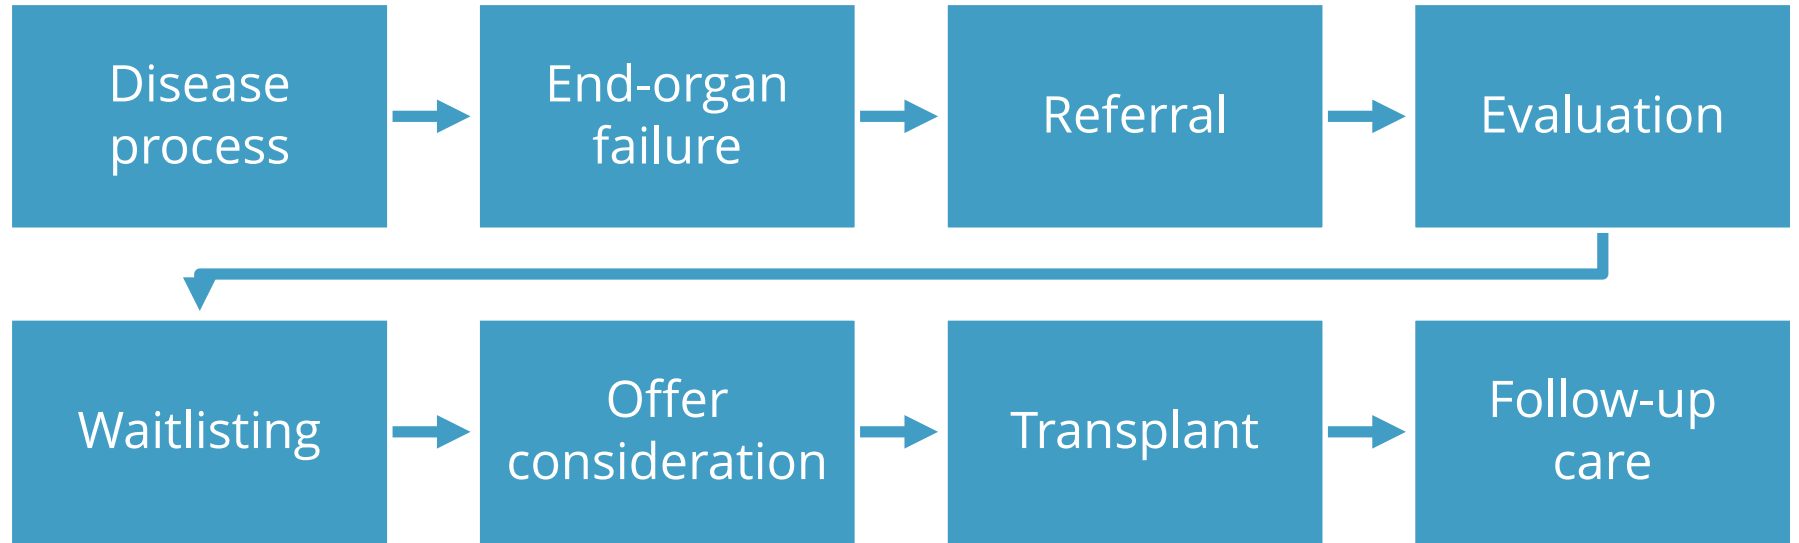 Disease
process
End-organ
failure
Referral
Evaluation
Waitlisting
Offer
consideration
Transplant
Follow-up
care